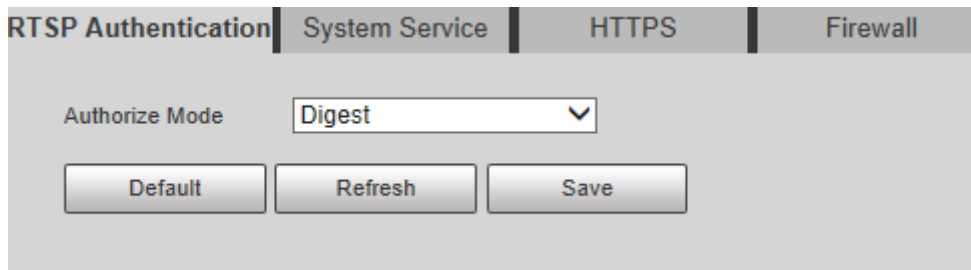 RTSP Authentication System Service HTTPS Firewall
Authorize Mode Digest
Default Refresh Save